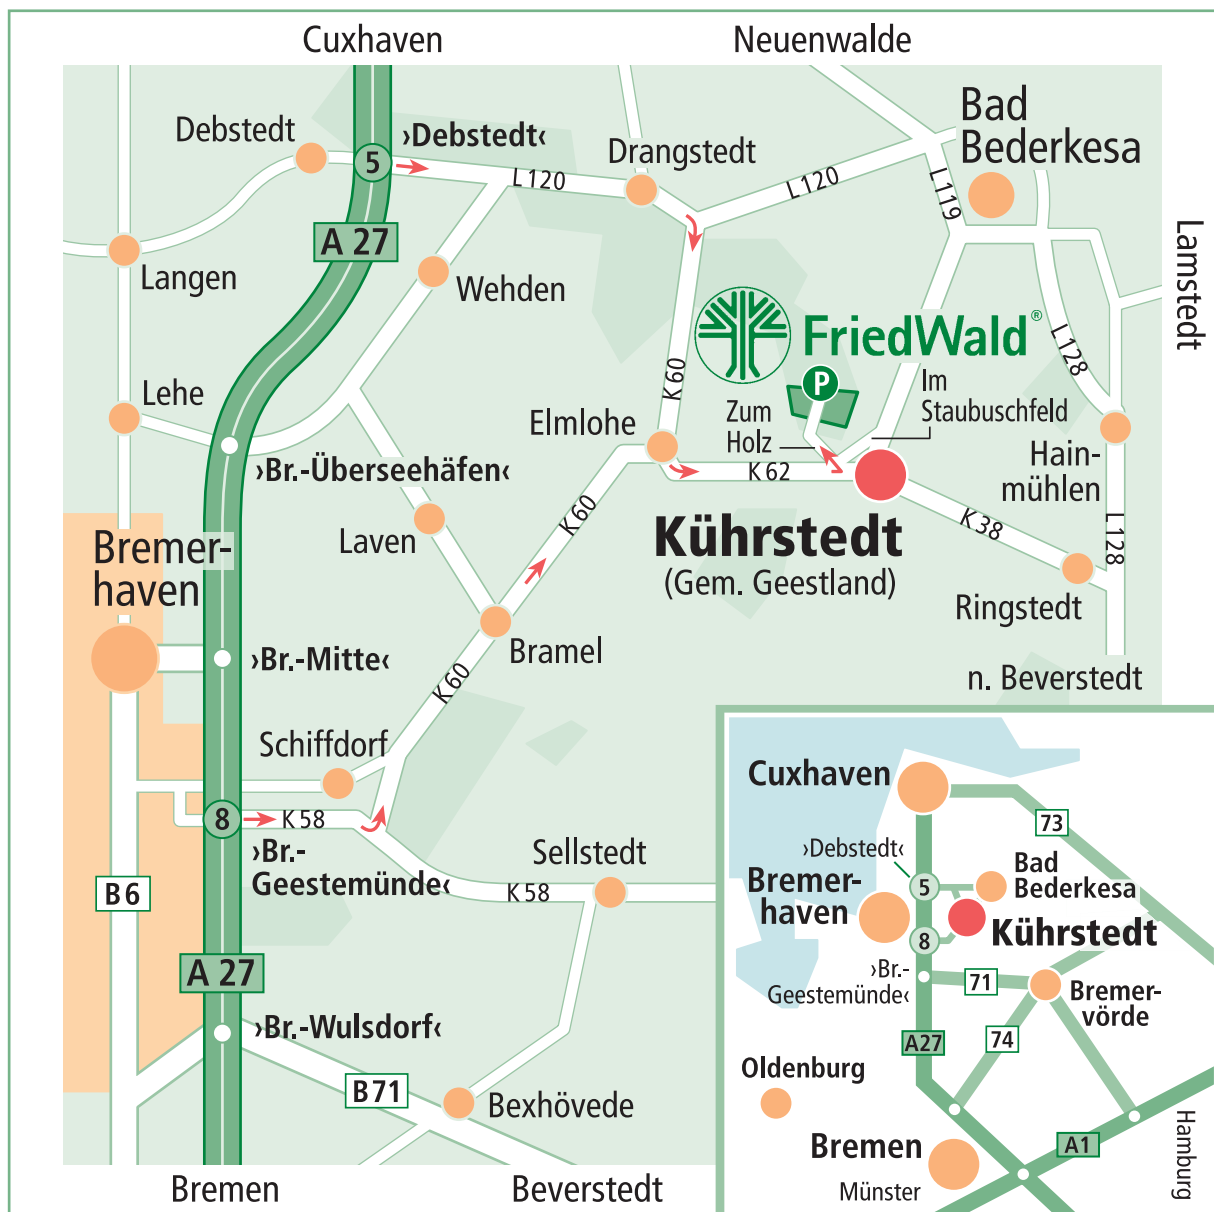 Cuxhaven
Neuenwalde
Debstedt
›Debstedt‹
Drangstedt
Bad
Bederkesa
5
L 120
L 120
L 119
A 27
Langen
Wehden
Lamstedt
FriedWald®
K 60
L 128
P
Lehe
Zum
Holz
Im
Staubuschfeld
Elmlohe
›Br.-Überseehäfen‹
K 62
Hain-
mühlen
K 60
Laven
Kührstedt
(Gem. Geestland)
K 38
L 128
Bremer-
haven
Ringstedt
›Br.-Mitte‹
Bramel
K 60
n. Beverstedt
Schiffdorf
8
K 58
›Br.-
Geestemünde‹
Sellstedt
K 58
B 6
A 27
›Br.-Wulsdorf‹
B 71
Bexhövede
Bremen
Beverstedt
Cuxhaven
73
›Debstedt‹
Bad
Bederkesa
Bremer-
haven
5
8
Kührstedt
›Br.-
Geestemünde‹
71
Bremer-
vörde
A27
74
Oldenburg
Bremen
A1
Münster
Hamburg